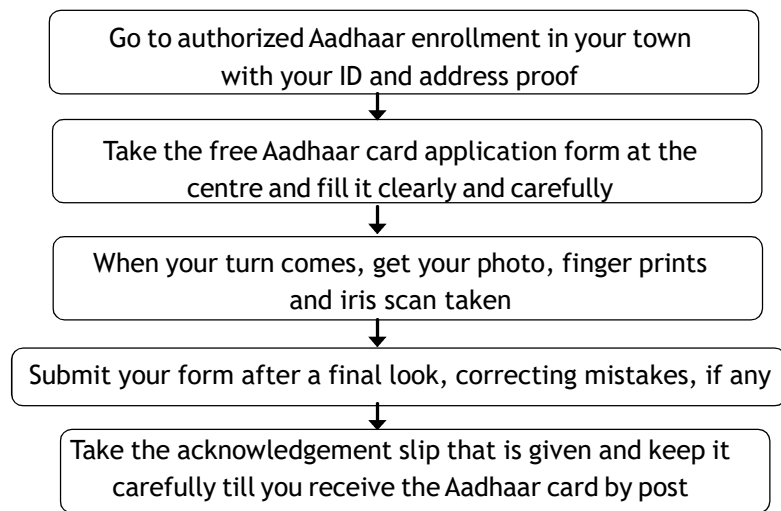 Go to authorized Aadhaar enrollment in your town
with your ID and address proof
Take the free Aadhaar card application form at the
centre and fill it clearly and carefully
When your turn comes, get your photo, finger prints
and iris scan taken
Submit your form after a final look, correcting mistakes, if any
Take the acknowledgement slip that is given and keep it
carefully till you receive the Aadhaar card by post